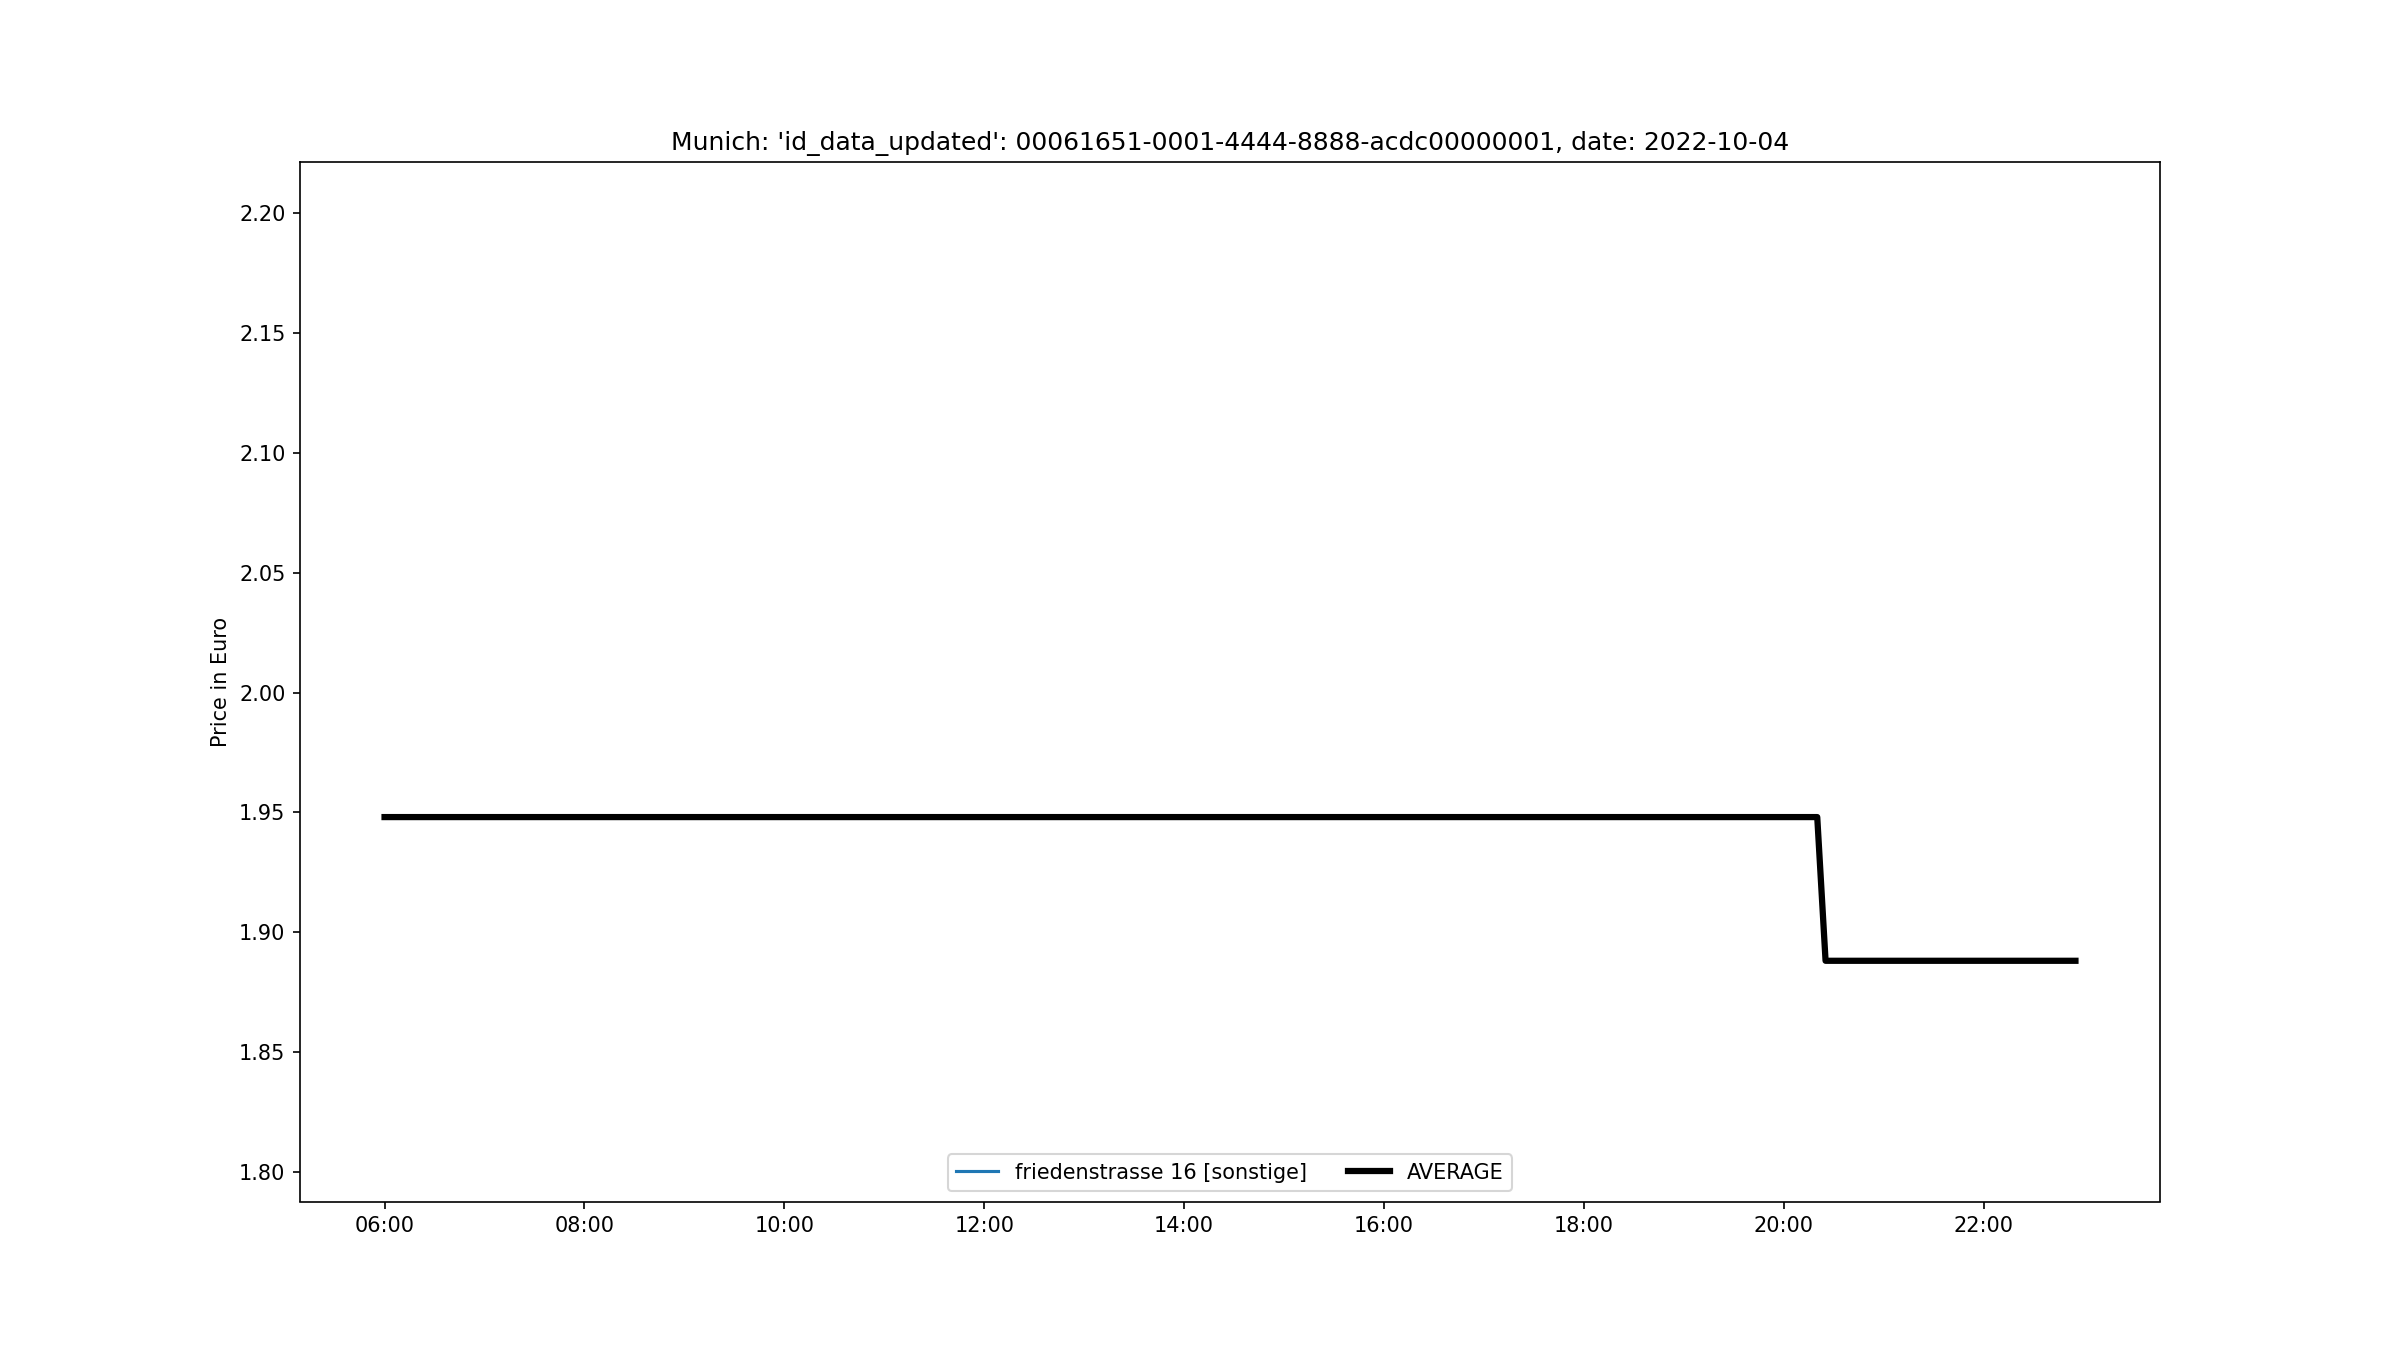 Munich: 'id_data_updated': 00061651-0001-4444-8888-acdc00000001, date: 2022-10-04
Price in Euro
2.20
2.15
2.10
2.05
2.00
1.95
1.90
1.85
1.80
friedenstrasse 16 [sonstige] AVERAGE
06:00 08:00 10:00 12:00 14:00 16:00 18:00 20:00 22:00